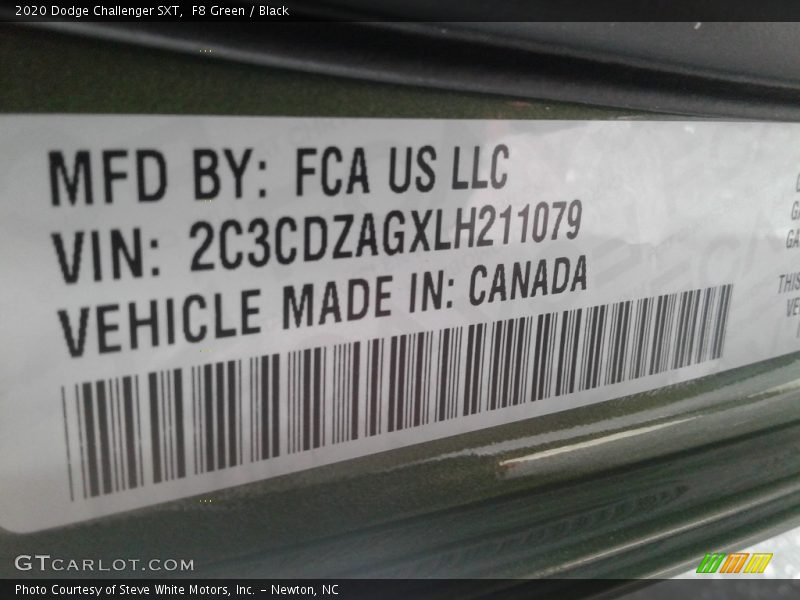 2020 Dodge Challenger SXT, F8 Green / Black
MFD BY: FCA US LLC
VIN: 2C3CDZAGXLH211079
VEHICLE MADE IN: CANADA
GTCARLOT.COM
Photo Courtesy of Steve White Motors, Inc. – Newton, NC